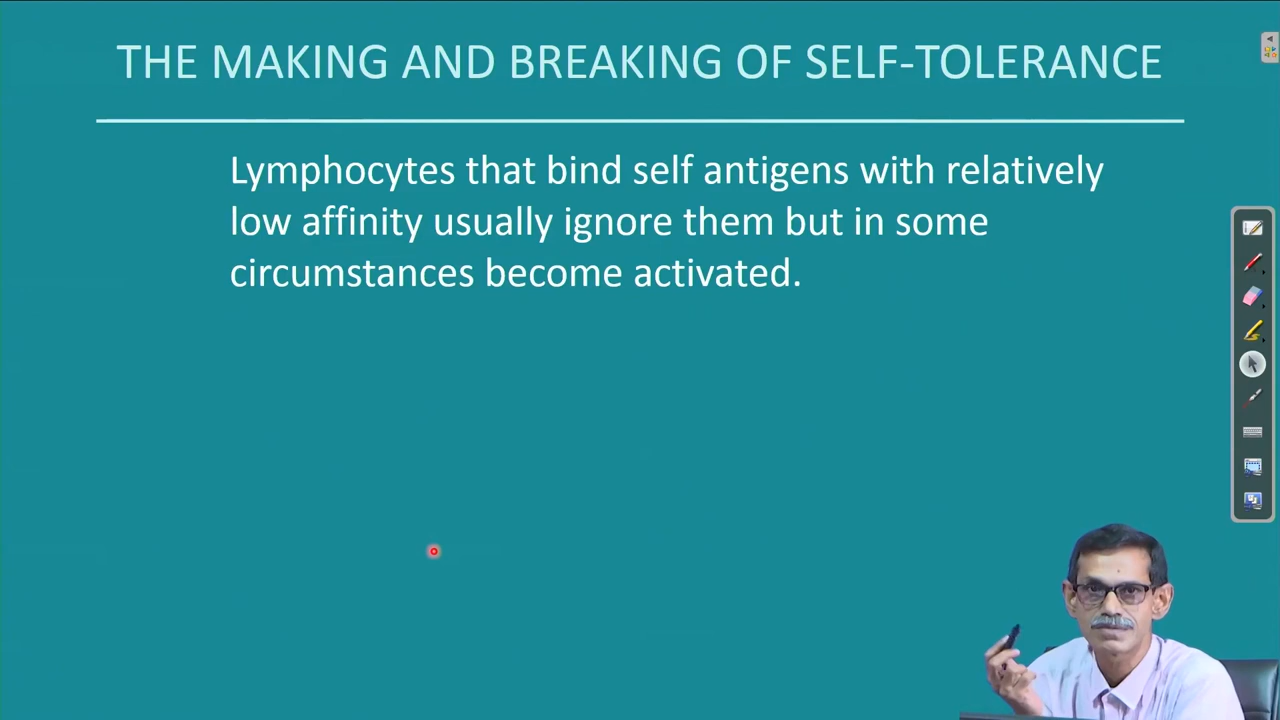 THE MAKING AND BREAKING OF SELF-TOLERANCE
Lymphocytes that bind self antigens with relatively
low affinity usually ignore them but in some
circumstances become activated.